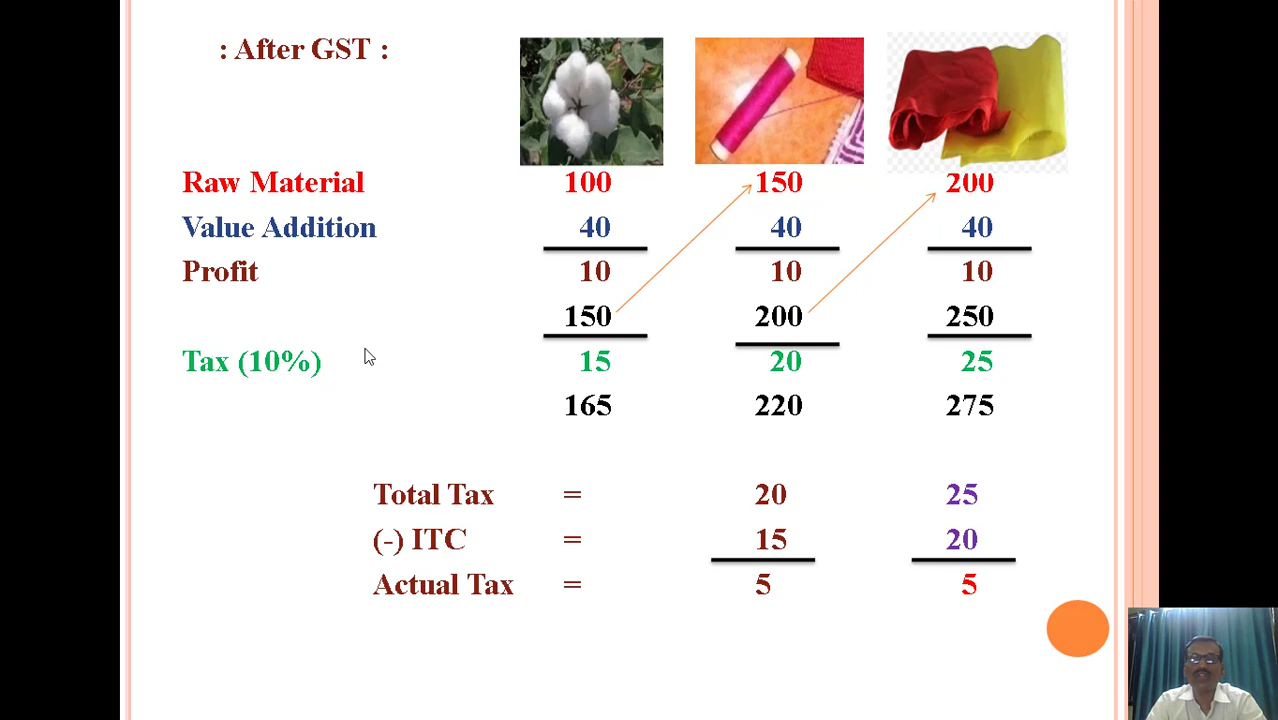 : After GST :
Raw Material 100 150 200
Value Addition 40 40 40
Profit 10 10 10
150 200 250
Tax (10%) 15 20 25
165 220 275
Total Tax = 20 25
(-) ITC = 15 20
Actual Tax = 5 5